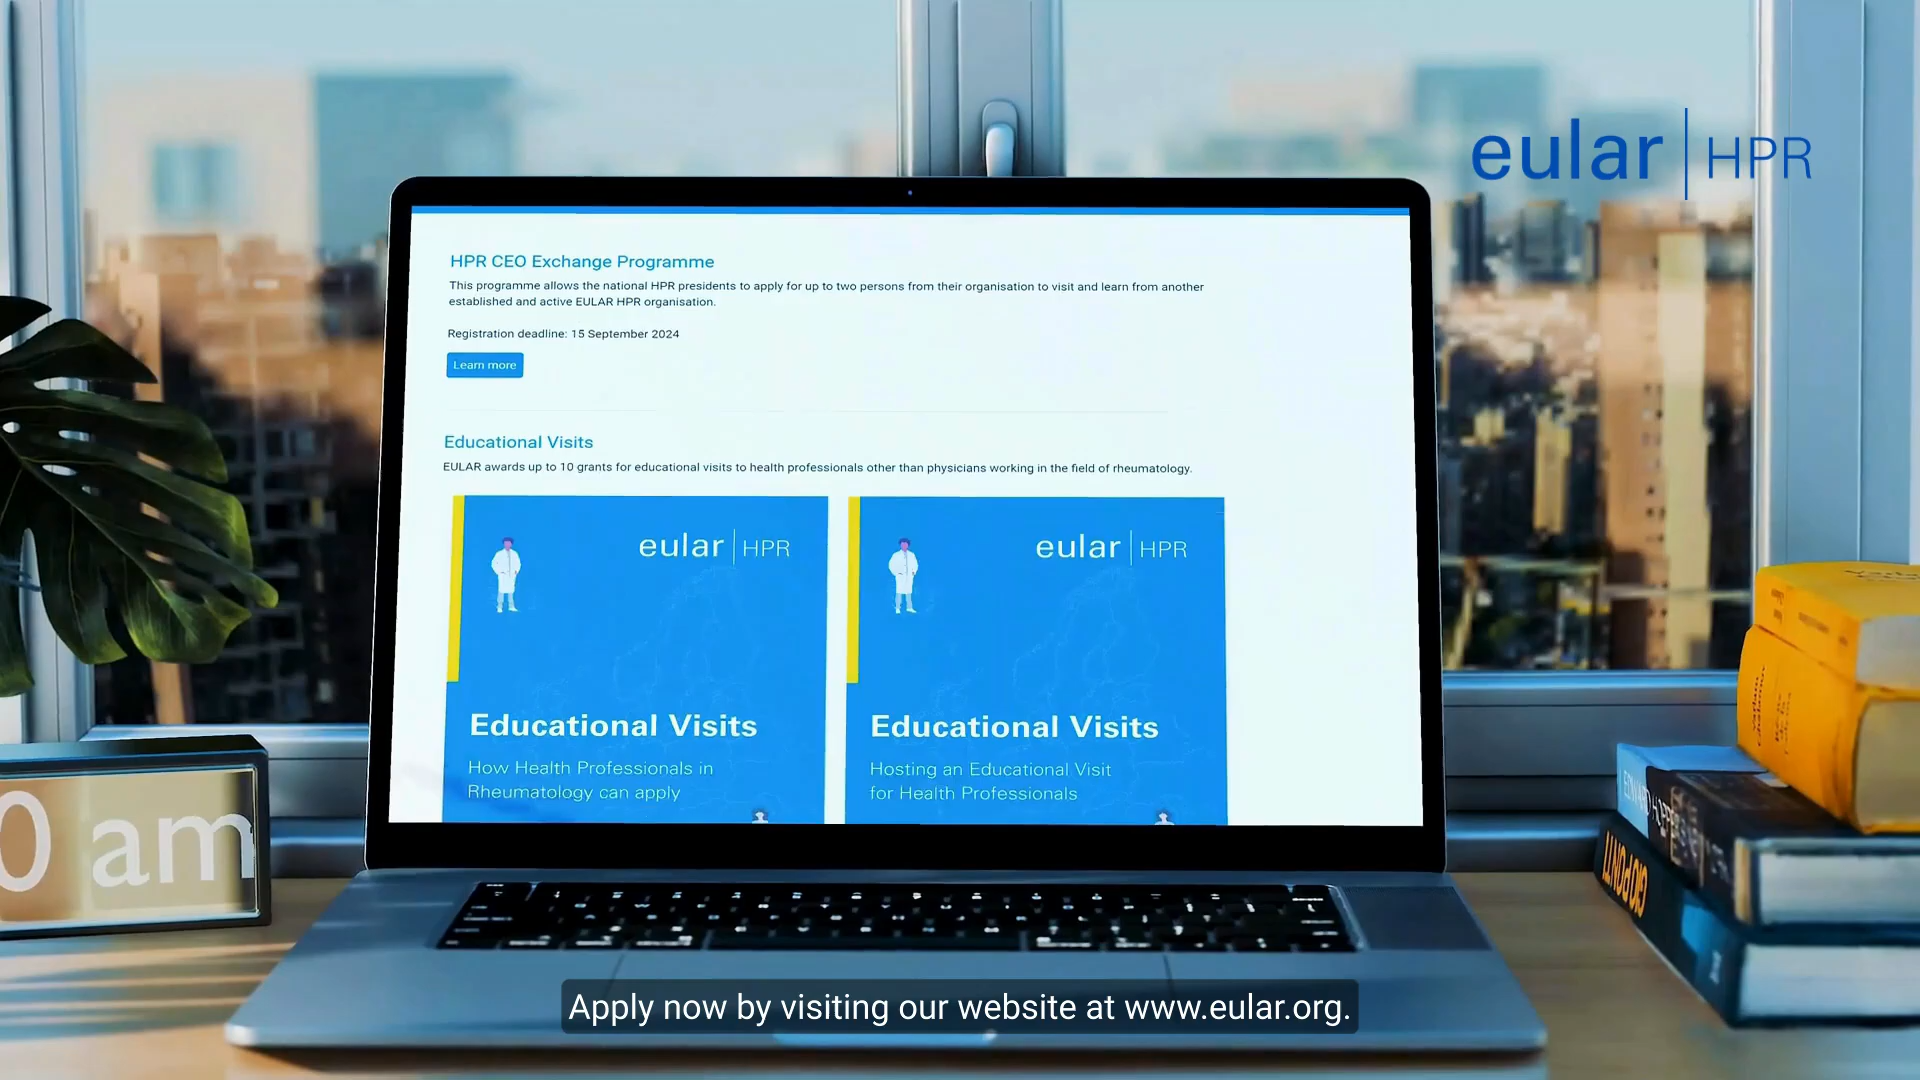 eular | HPR
HPR CEO Exchange Programme
This programme allows the national HPR presidents to apply for up to two persons from their organisation to visit and learn from another
established and active EULAR HPR organisation.
Registration deadline: 15 September 2024
Learn more
Educational Visits
EULAR awards up to 10 grants for educational visits to health professionals other than physicians working in the field of rheumatology.
eular | HPR
Educational Visits
How Health Professionals in
Rheumatology can apply
eular | HPR
Educational Visits
Hosting an Educational Visit
for Health Professionals
0 am
GIO PONTI
Apply now by visiting our website at www.eular.org.